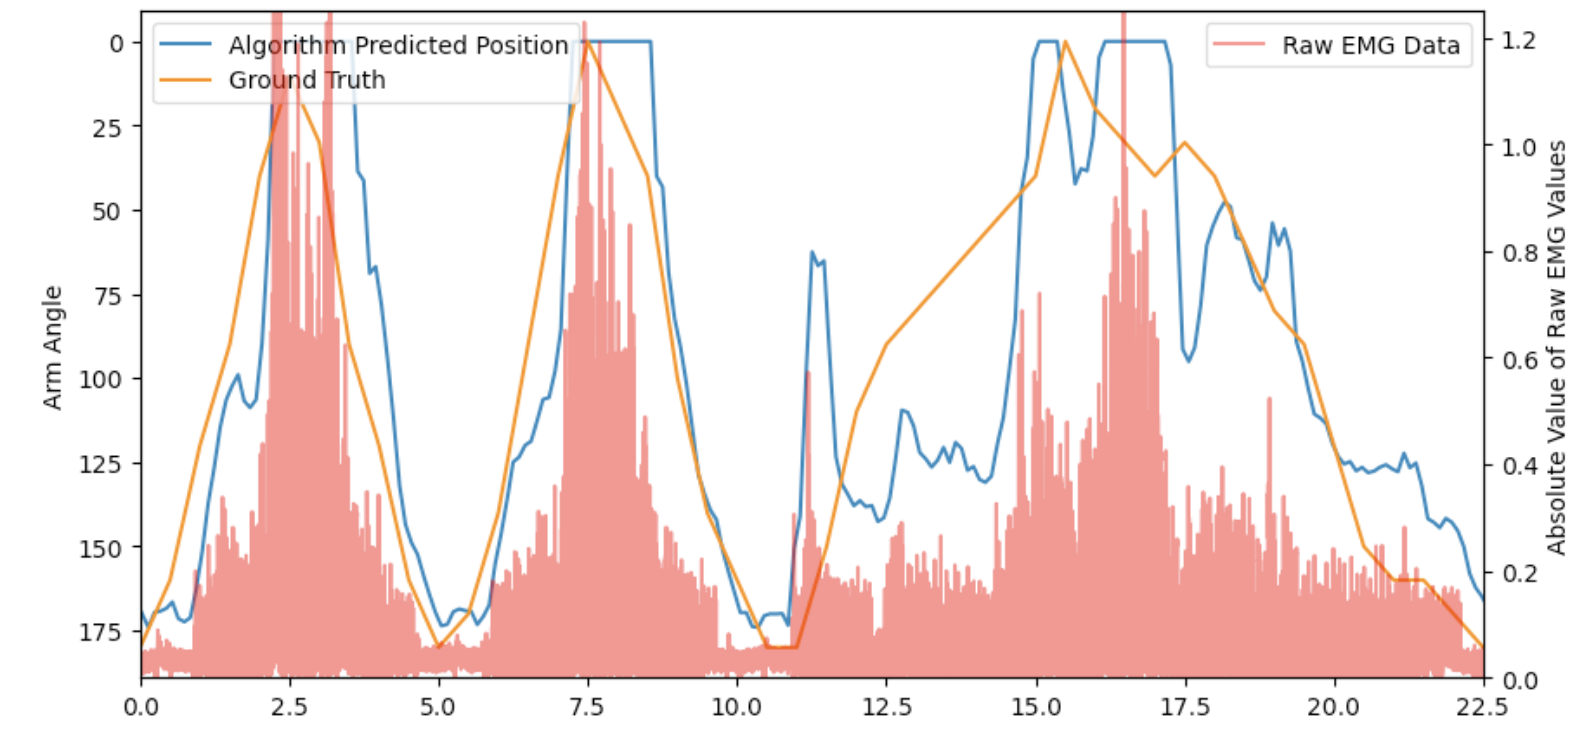 Algorithm Predicted Position
Ground Truth
Raw EMG Data
0
25
50
75
100
125
150
175
Arm Angle
1.2
1.0
0.8
0.6
0.4
0.2
0.0
Absolute Value of Raw EMG Values
0.0 2.5 5.0 7.5 10.0 12.5 15.0 17.5 20.0 22.5